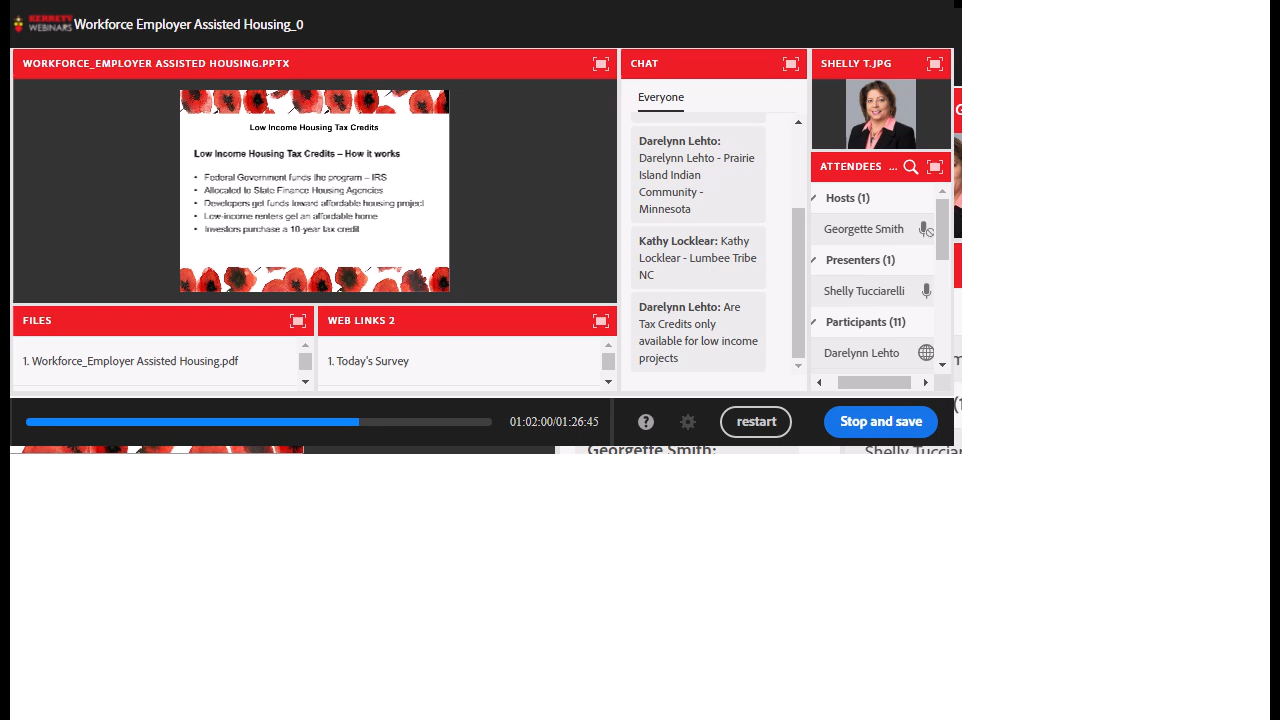 KERRETT
WEBINARS
Workforce Employer Assisted Housing_0
WORKFORCE_EMPLOYER ASSISTED HOUSING.PPTX
Low Income Housing Tax Credits
Low Income Housing Tax Credits – How it works
• Federal Government funds the program – IRS
• Allocated to State Finance Housing Agencies
• Developers get funds toward affordable housing project
• Low-income renters get an affordable home
• Investors purchase a 10-year tax credit
FILES
1. Workforce_Employer Assisted Housing.pdf
WEB LINKS 2
1. Today's Survey
CHAT
Everyone
Darelynn Lehto:
Darelynn Lehto - Prairie
Island Indian
Community -
Minnesota
Kathy Locklear: Kathy
Locklear - Lumbee Tribe
NC
Darelynn Lehto: Are
Tax Credits only
available for low income
projects
SHELLY T.JPG
ATTENDEES ...
Hosts (1)
Georgette Smith
Presenters (1)
Shelly Tucciarelli
Participants (11)
Darelynn Lehto
01:02:00/01:26:45
restart
Stop and save
Georgette Smith:
Shelly Tucciar